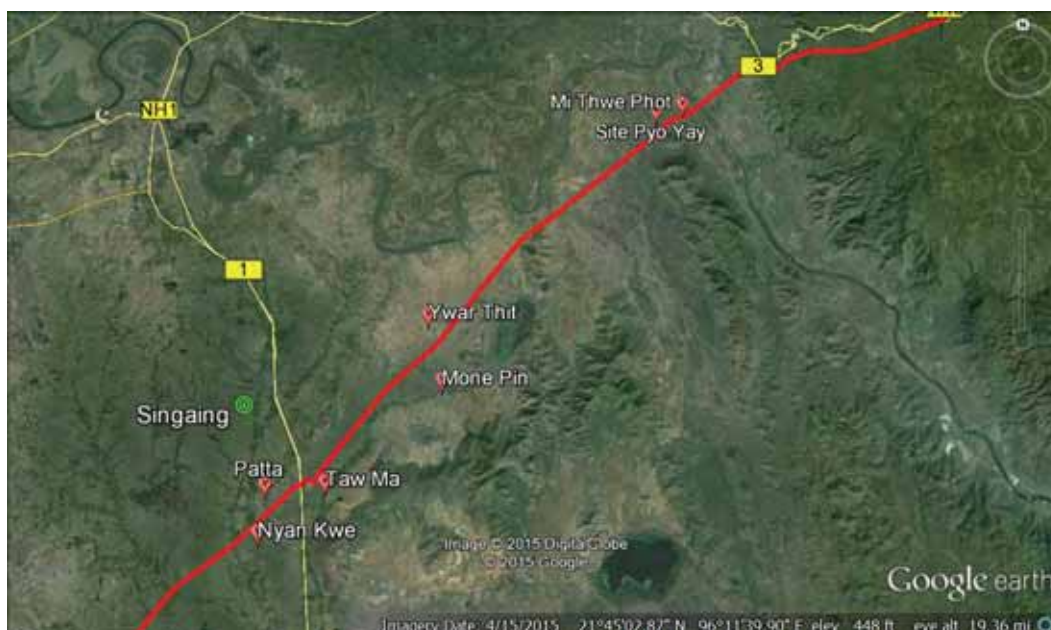 NH1
3
Mi Thwe Phot
Site Pyo Yay
1
Ywar Thit
Mone Pin
Singaing
Patta
Taw Ma
Nyan Kwe
Image © 2015 DigitalGlobe
© 2015 Google
Google earth
N
Imagery Date: 4/15/2015 21°45'02.87" N 96°11'39.90" E elev 448 ft eye alt 19.36 mi